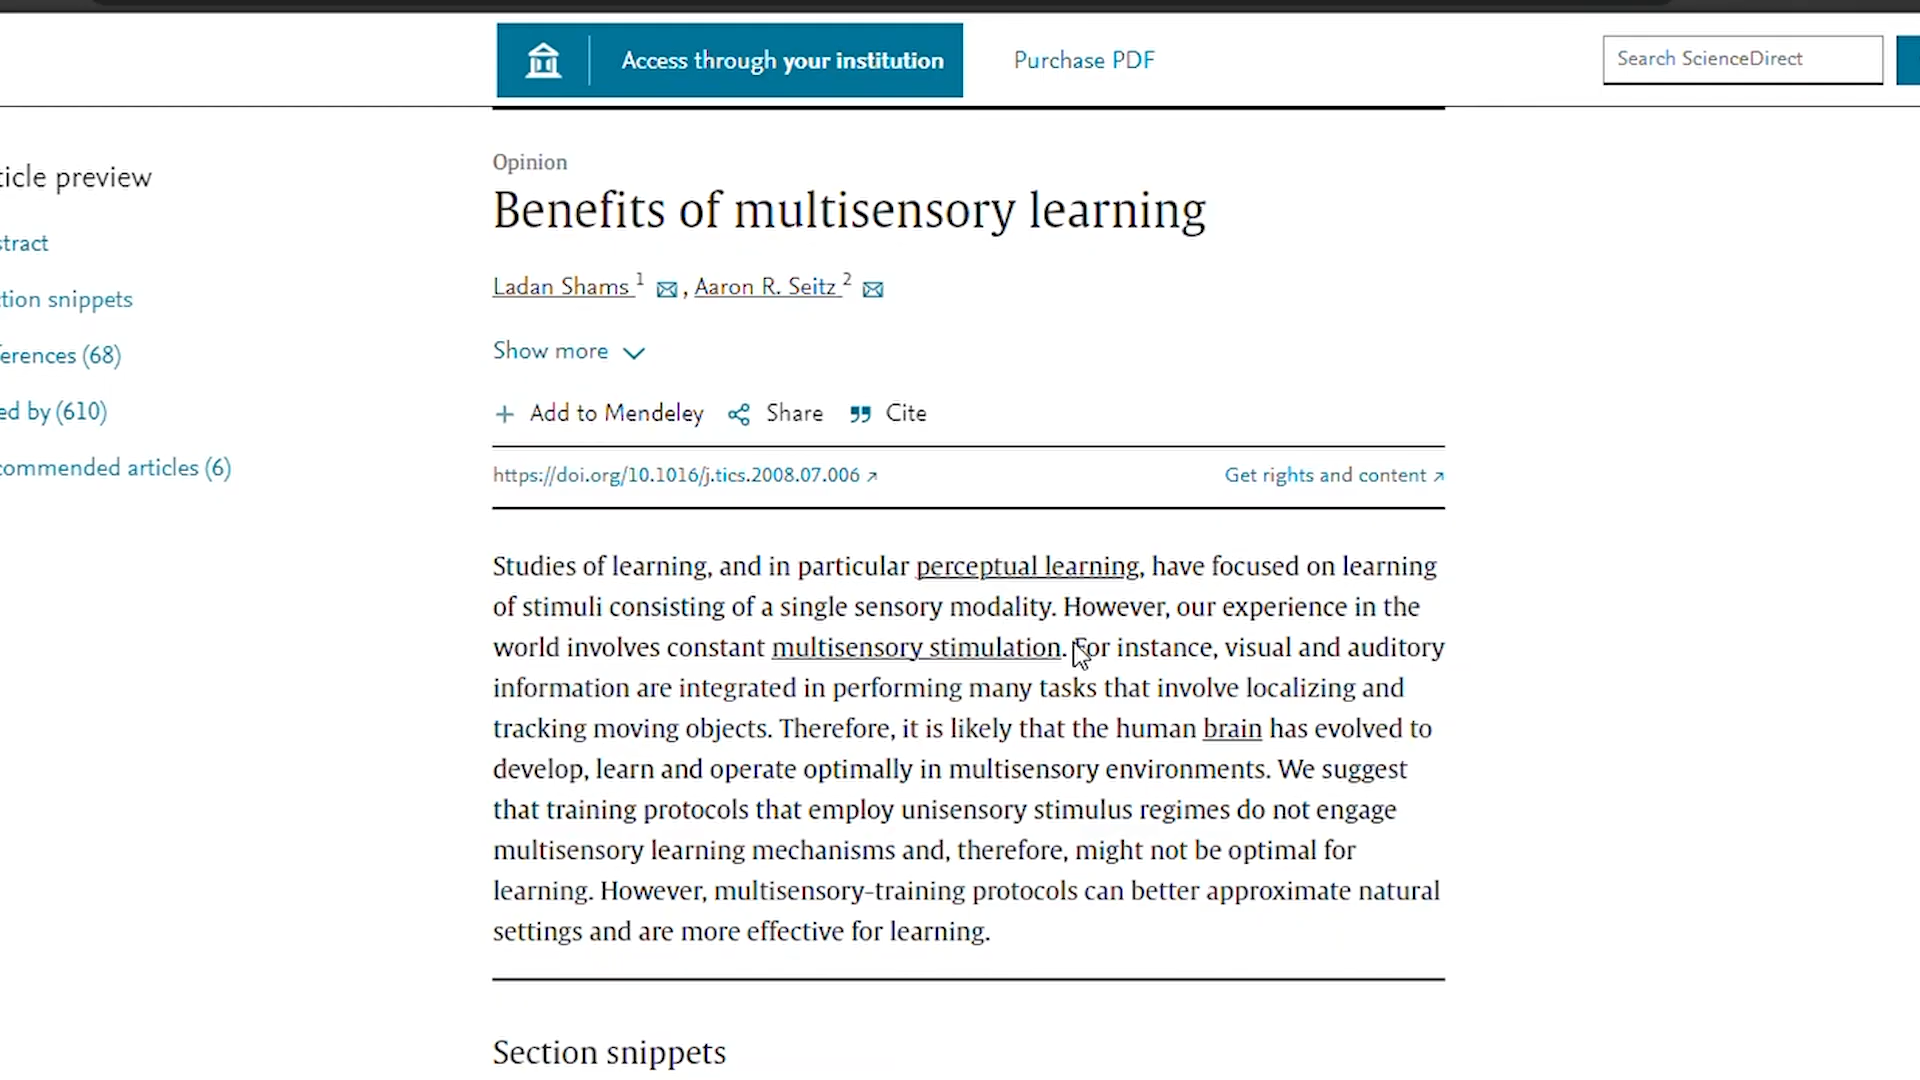 Access through your institution
Purchase PDF
Search ScienceDirect
ticle preview
stract
tion snippets
erences (68)
ed by (610)
commended articles (6)
Opinion
Benefits of multisensory learning
Ladan Shams 1 , Aaron R. Seitz 2
Show more
+ Add to Mendeley Share Cite
https://doi.org/10.1016/j.tics.2008.07.006 ↗
Get rights and content ↗
Studies of learning, and in particular perceptual learning, have focused on learning
of stimuli consisting of a single sensory modality. However, our experience in the
world involves constant multisensory stimulation. For instance, visual and auditory
information are integrated in performing many tasks that involve localizing and
tracking moving objects. Therefore, it is likely that the human brain has evolved to
develop, learn and operate optimally in multisensory environments. We suggest
that training protocols that employ unisensory stimulus regimes do not engage
multisensory learning mechanisms and, therefore, might not be optimal for
learning. However, multisensory-training protocols can better approximate natural
settings and are more effective for learning.
Section snippets